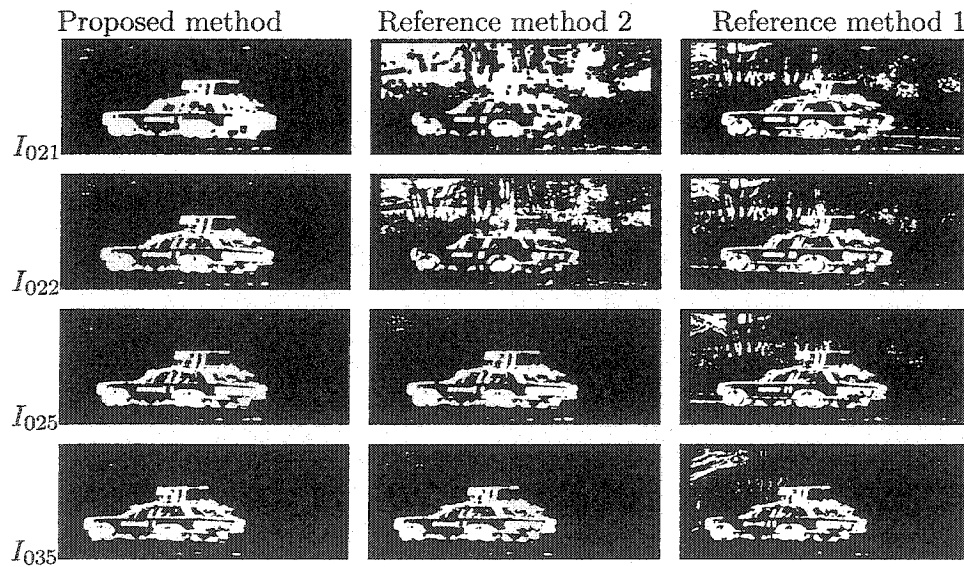 Proposed method Reference method 2 Reference method 1
I021
I022
I025
I035